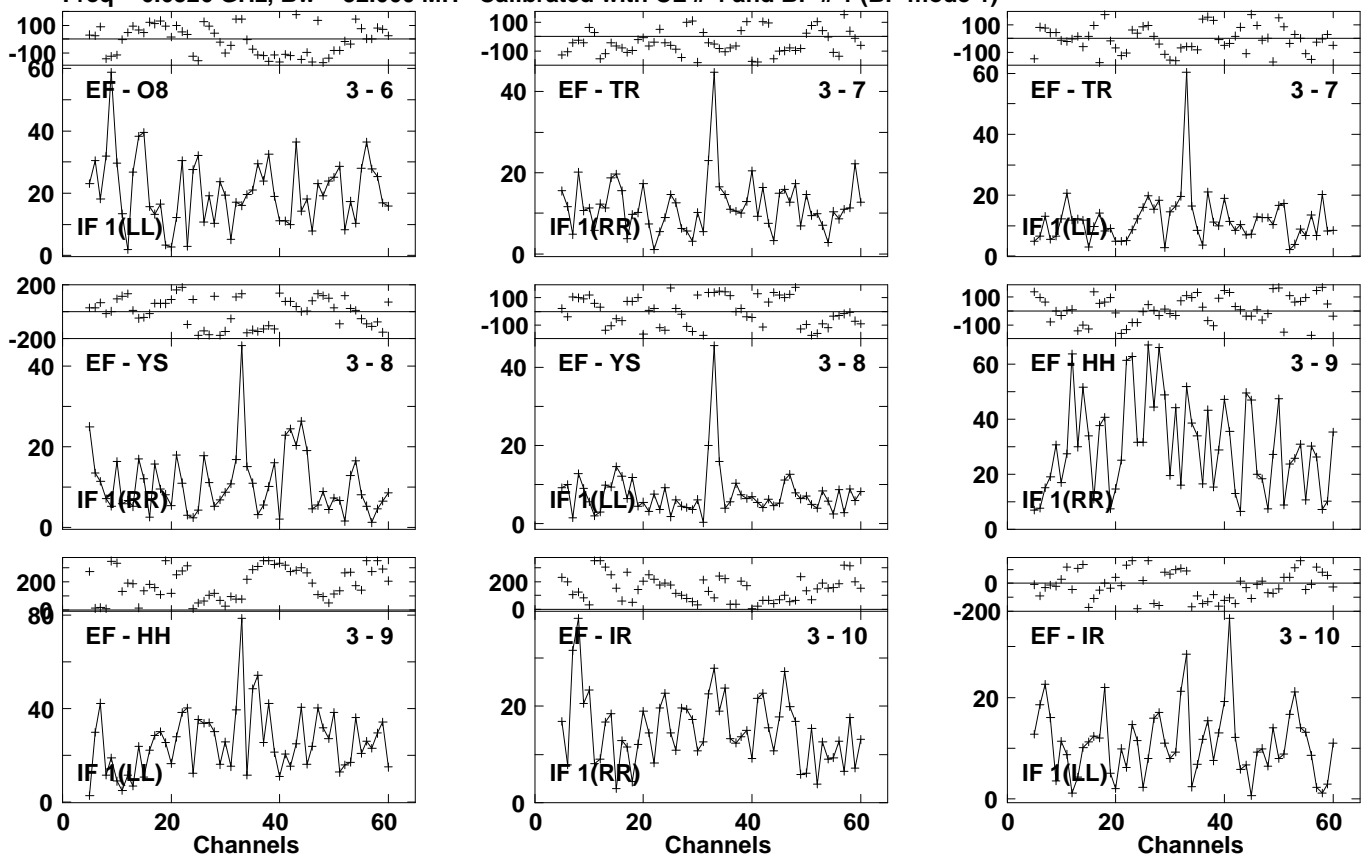 100
-100
60
EF - O8 3 - 6
40
20
IF 1(LL)
0
100
-100
EF - TR 3 - 7
40
20
IF 1(RR)
0
100
-100
60
EF - TR 3 - 7
40
20
IF 1(LL)
0
200
-200
EF - YS 3 - 8
40
20
IF 1(RR)
0
100
-100
EF - YS 3 - 8
40
20
IF 1(LL)
0
100
-100
EF - HH 3 - 9
60
40
20
IF 1(RR)
0
200
0
80
EF - HH 3 - 9
40
IF 1(LL)
0
0 20 40 60
Channels
200
0
EF - IR 3 - 10
20
IF 1(RR)
0
0 20 40 60
Channels
0
-200
EF - IR 3 - 10
20
IF 1(LL)
0
0 20 40 60
Channels